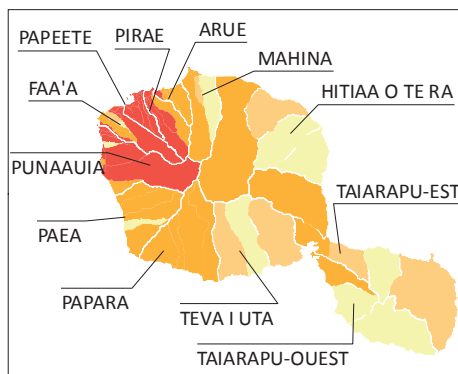 PAPEETE
PIRAE
ARUE
MAHINA
FAA'A
HITIAA O TE RA
PUNAAUIA
TAIARAPU-EST
PAEA
PAPARA
TEVA I UTA
TAIARAPU-OUEST